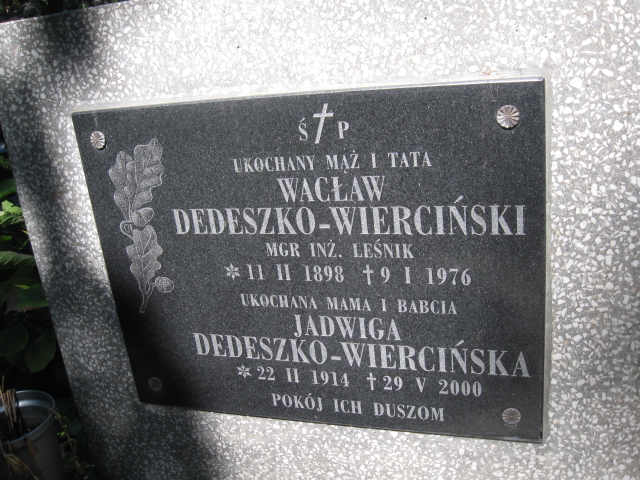 Ś†P
UKOCHANY MĄŻ I TATA
WACŁAW
DEDESZKO-WIERCIŃSKI
MGR INŻ. LEŚNIK
* 11 II 1898 † 9 I 1976
UKOCHANA MAMA I BABCIA
JADWIGA
DEDESZKO-WIERCIŃSKA
* 22 II 1914 † 29 V 2000
POKÓJ ICH DUSZOM